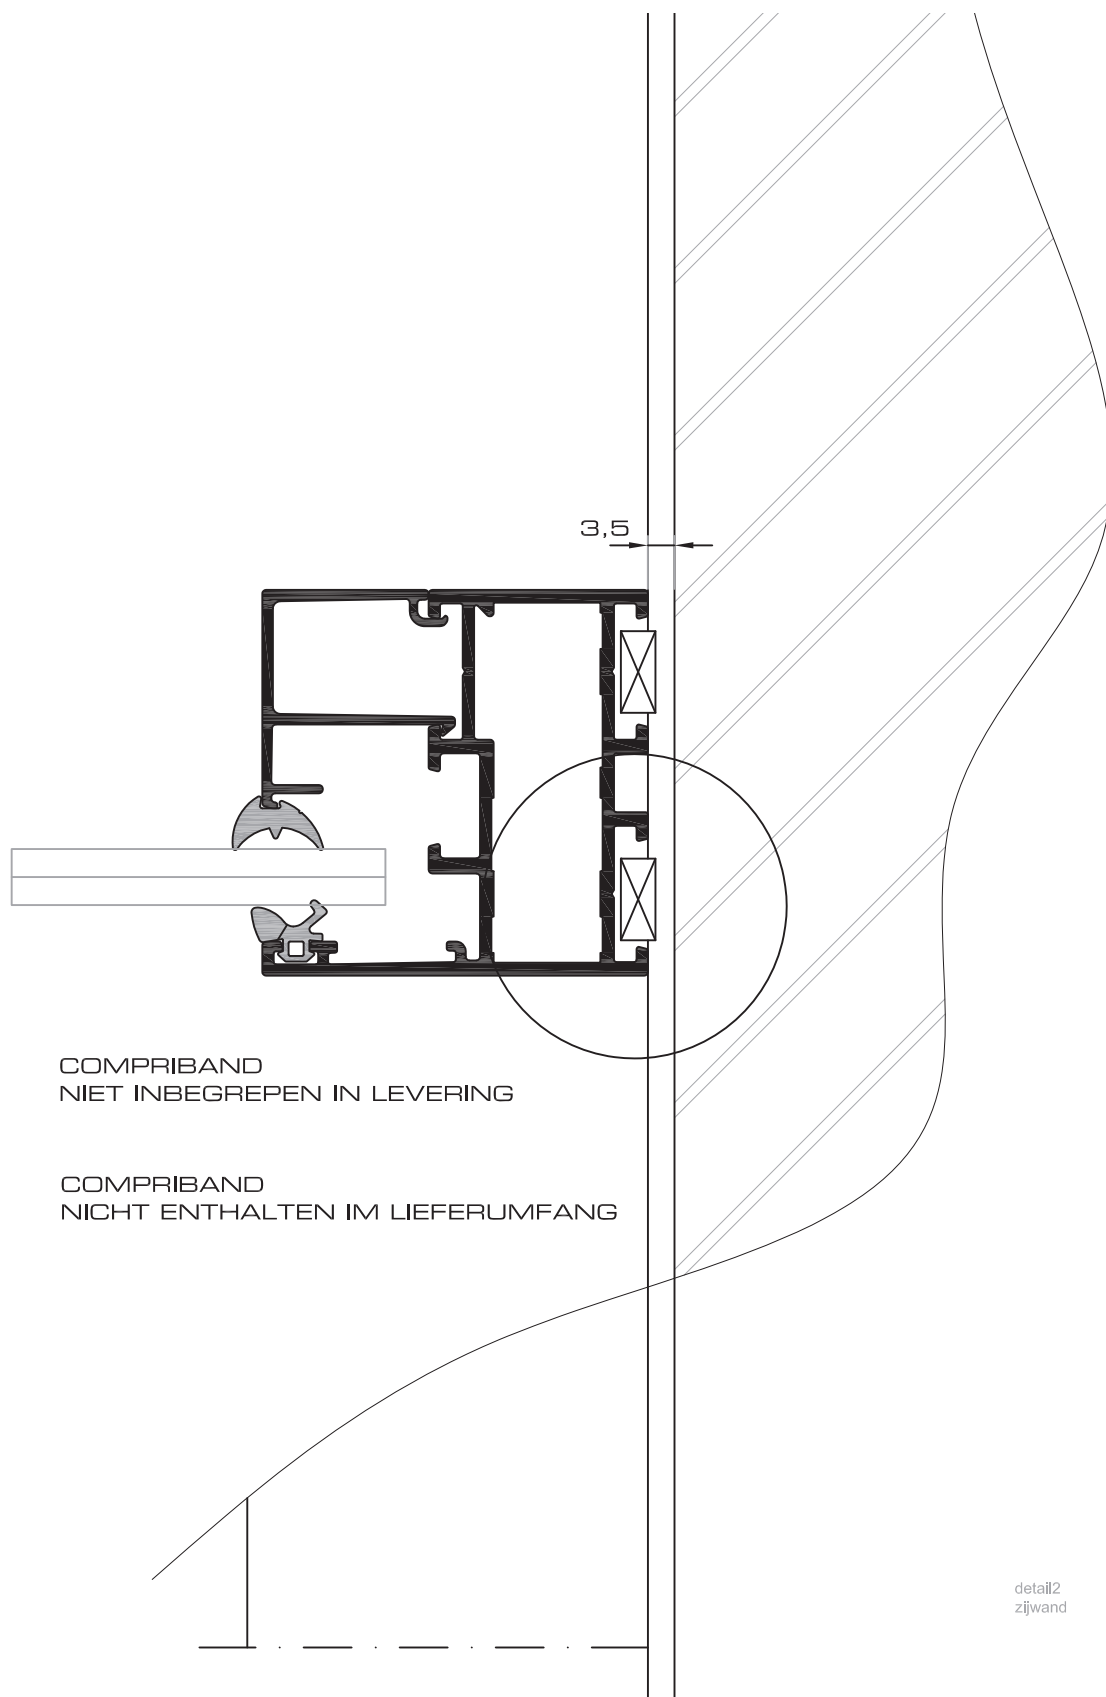 3,5
COMPRIBAND
NIET INBEGREPEN IN LEVERING
COMPRIBAND
NICHT ENTHALTEN IM LIEFERUMFANG
detail2
zijwand